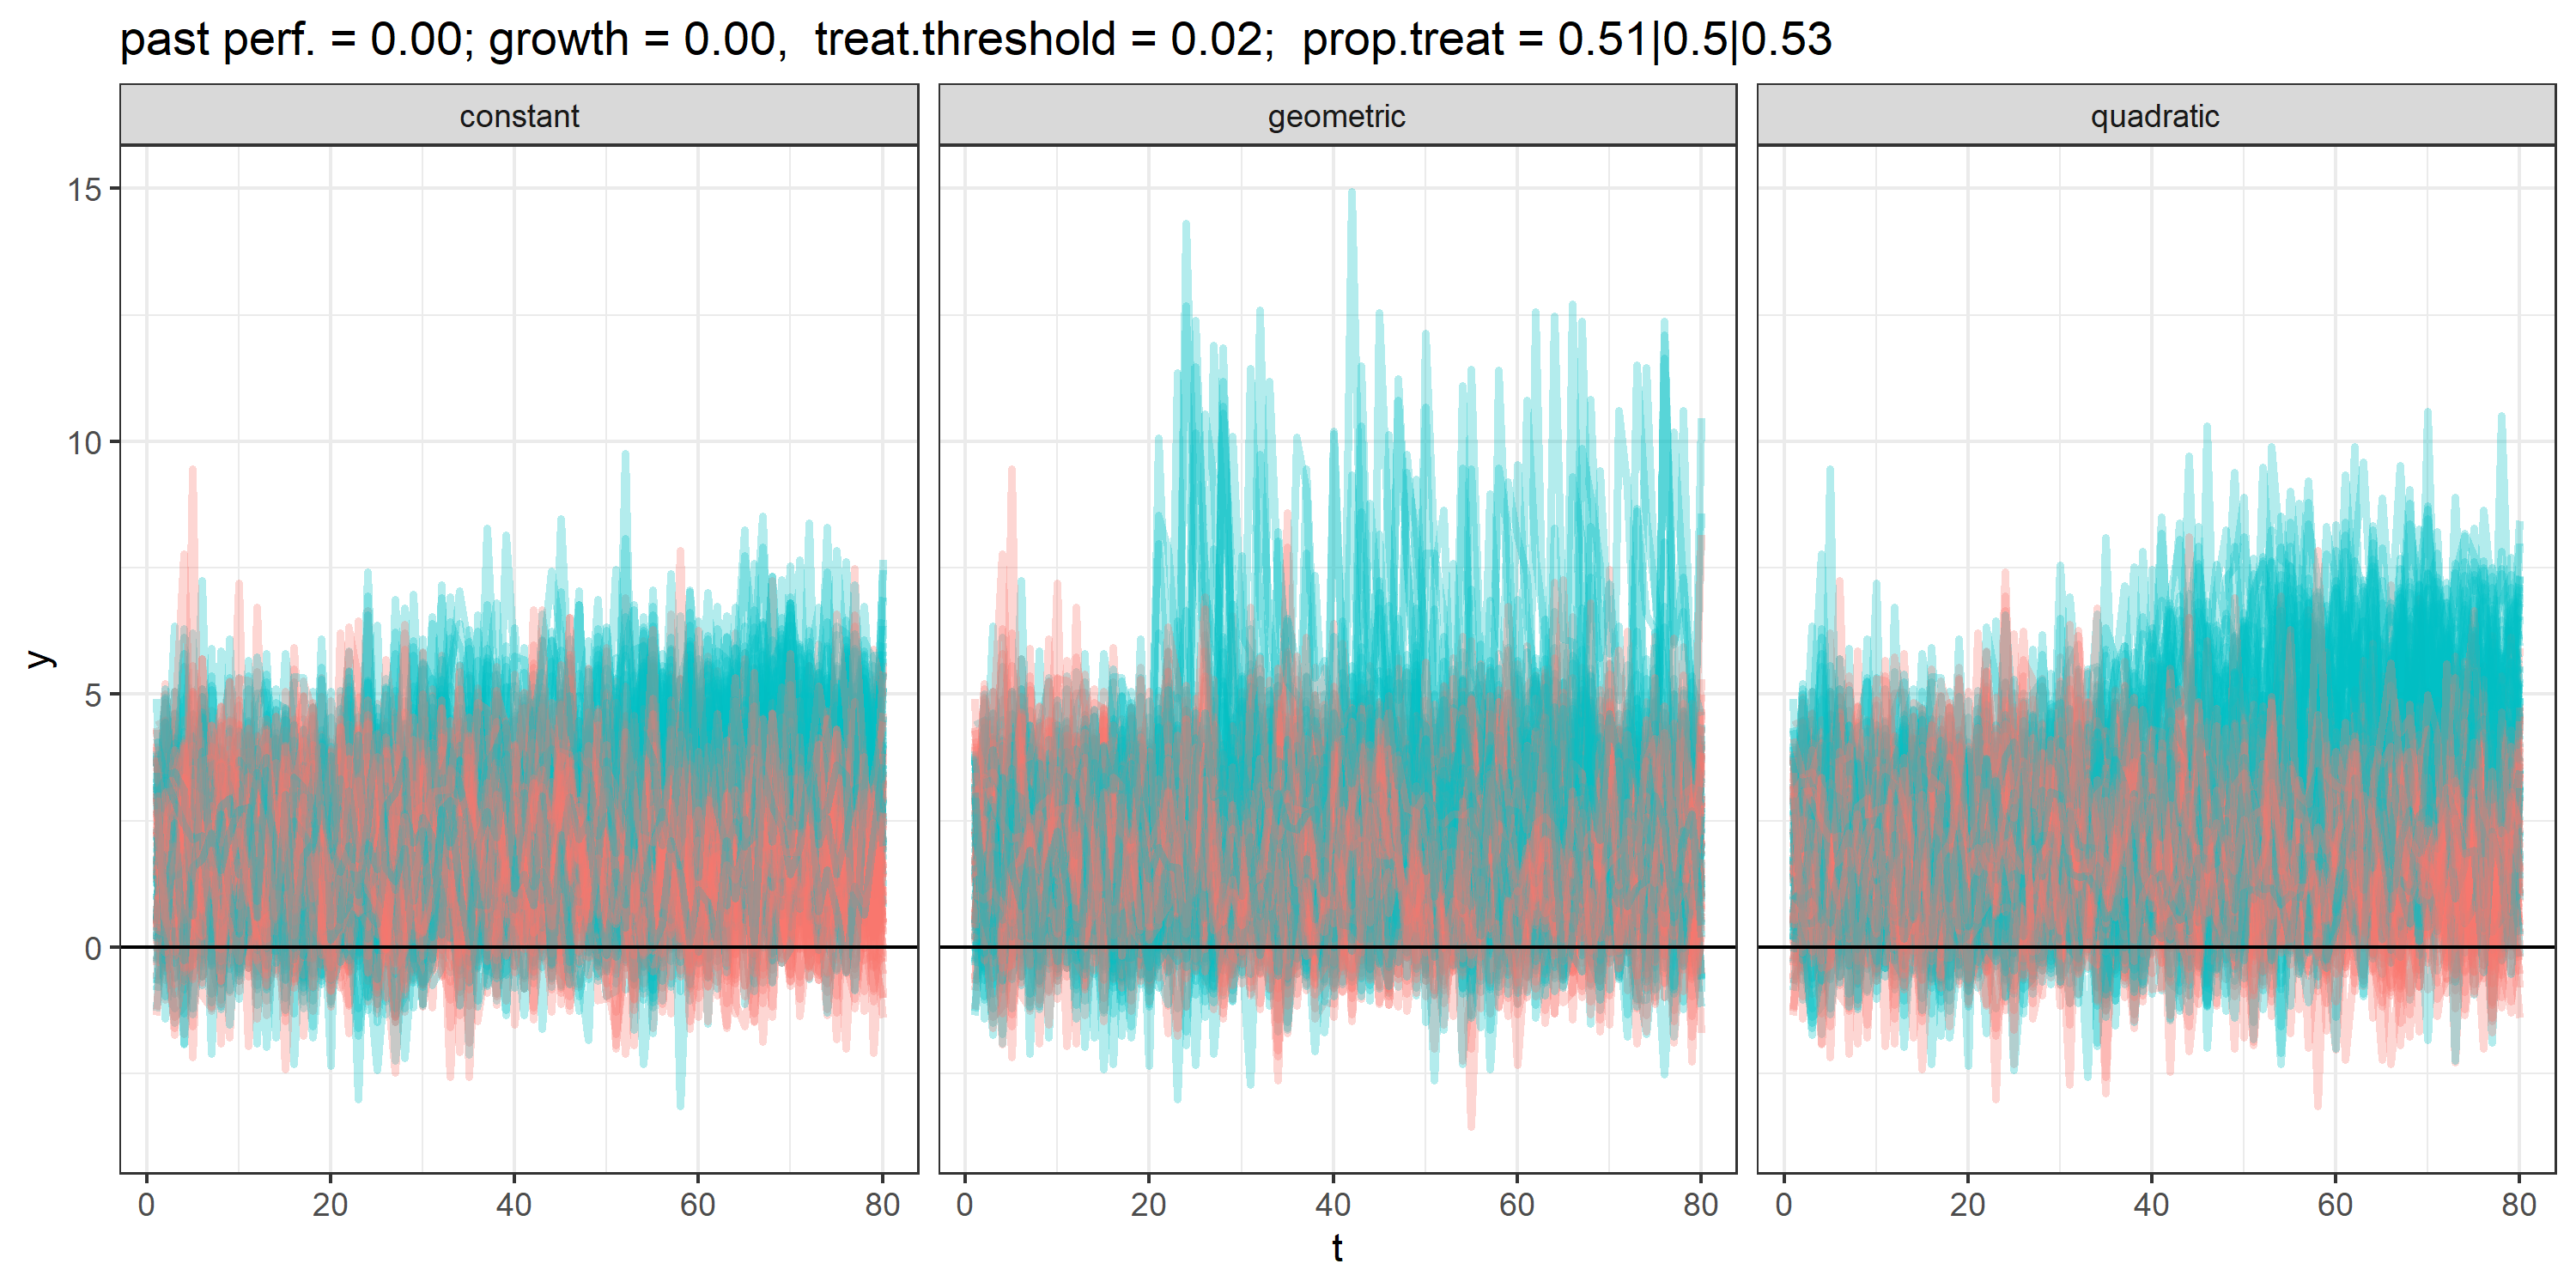 past perf. = 0.00; growth = 0.00,  treat.threshold = 0.02;  prop.treat = 0.51|0.5|0.53
constant geometric quadratic
15
10
5
0
y
0 20 40 60 80 0 20 40 60 80 0 20 40 60 80
t